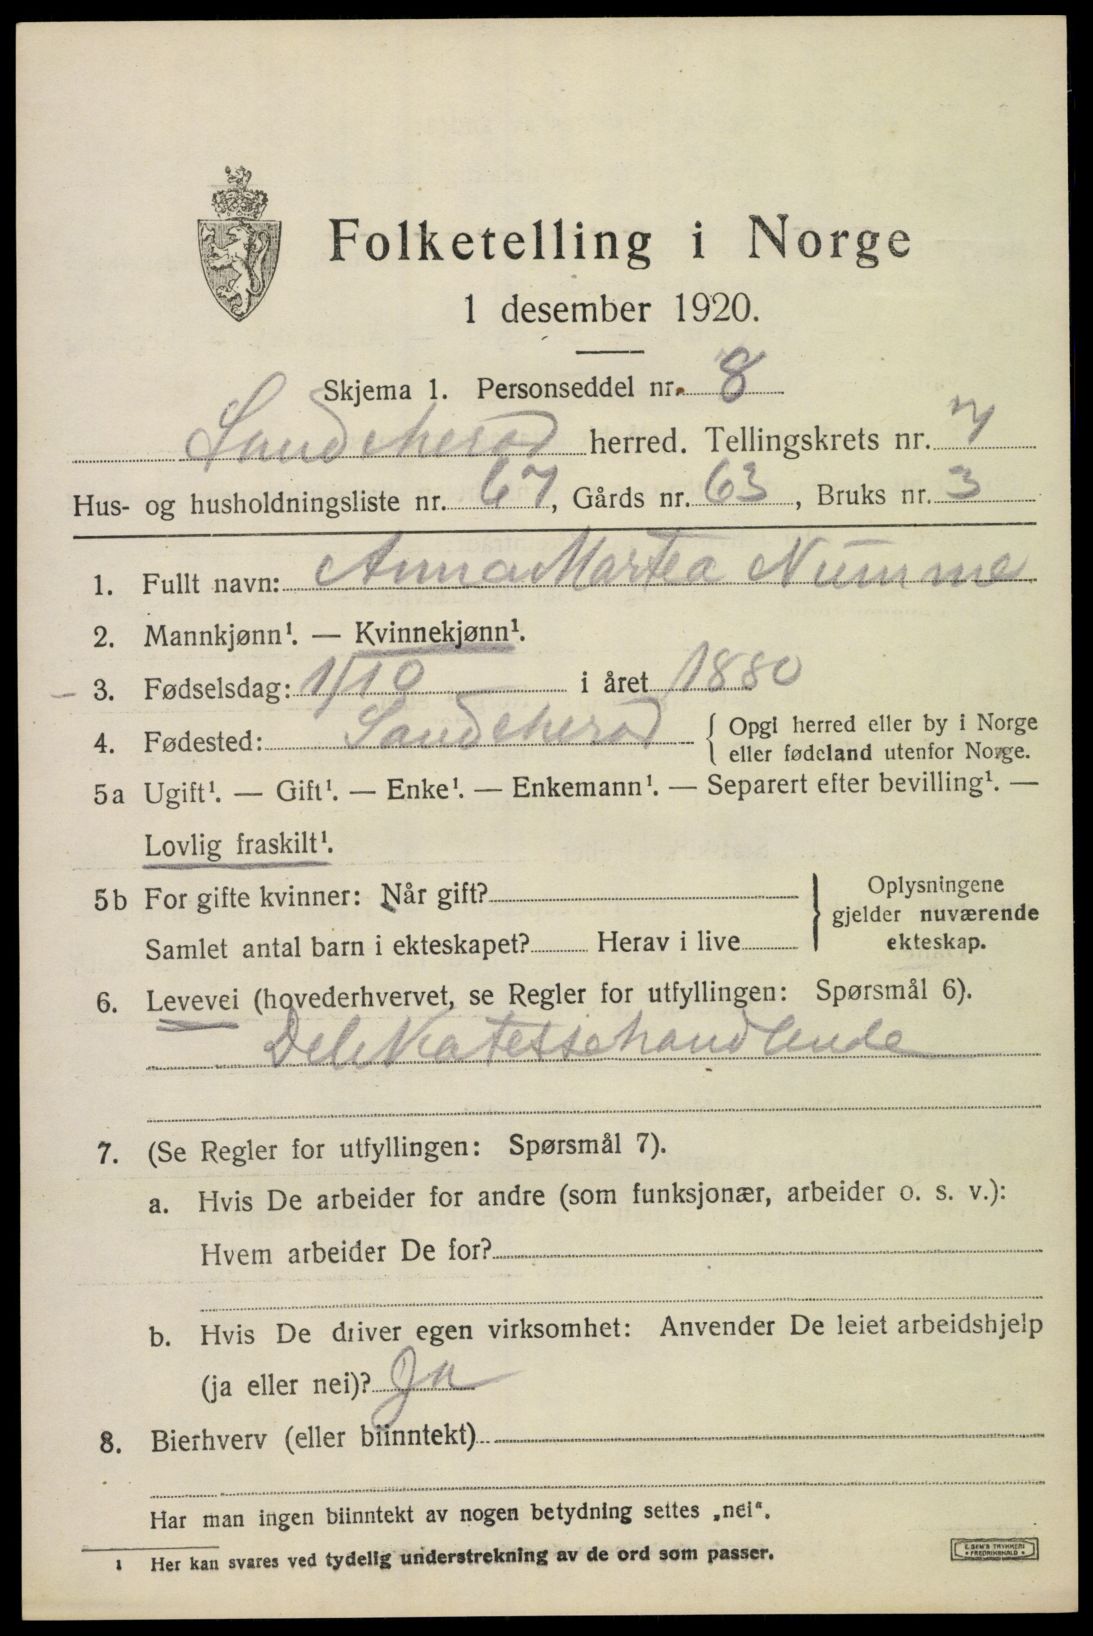 Folketelling i Norge
1 desember 1920.
Skjema 1. Personseddel nr. 8
Sandeherad herred. Tellingskrets nr. 7
Hus- og husholdningsliste nr. 67, Gårds nr. 63, Bruks nr. 3
1. Fullt navn: Anna Martea Numme
2. Mannkjønn¹. — Kvinnekjønn¹.
3. Fødselsdag: 1/10 i året 1880
4. Fødested: Sandeherad { Opgi herred eller by i Norge
eller fødeland utenfor Norge.
5a Ugift¹. — Gift¹. — Enke¹. — Enkemann¹. — Separert efter bevilling¹. —
Lovlig fraskilt¹.
5b For gifte kvinner: Når gift?
Samlet antal barn i ekteskapet? Herav i live
} Oplysningene
gjelder nuværende
ekteskap.
6. Levevei (hovederhvervet, se Regler for utfyllingen: Spørsmål 6).
Delikatessehandlende
7. (Se Regler for utfyllingen: Spørsmål 7).
a. Hvis De arbeider for andre (som funksjonær, arbeider o. s. v.):
Hvem arbeider De for?
b. Hvis De driver egen virksomhet: Anvender De leiet arbeidshjelp
(ja eller nei)? Ja
8. Bierhverv (eller biinntekt)
Har man ingen biinntekt av nogen betydning settes „nei“.
¹ Her kan svares ved tydelig understrekning av de ord som passer.
E. SEM'S TRYKKERI
• FREDRIKSHALD •